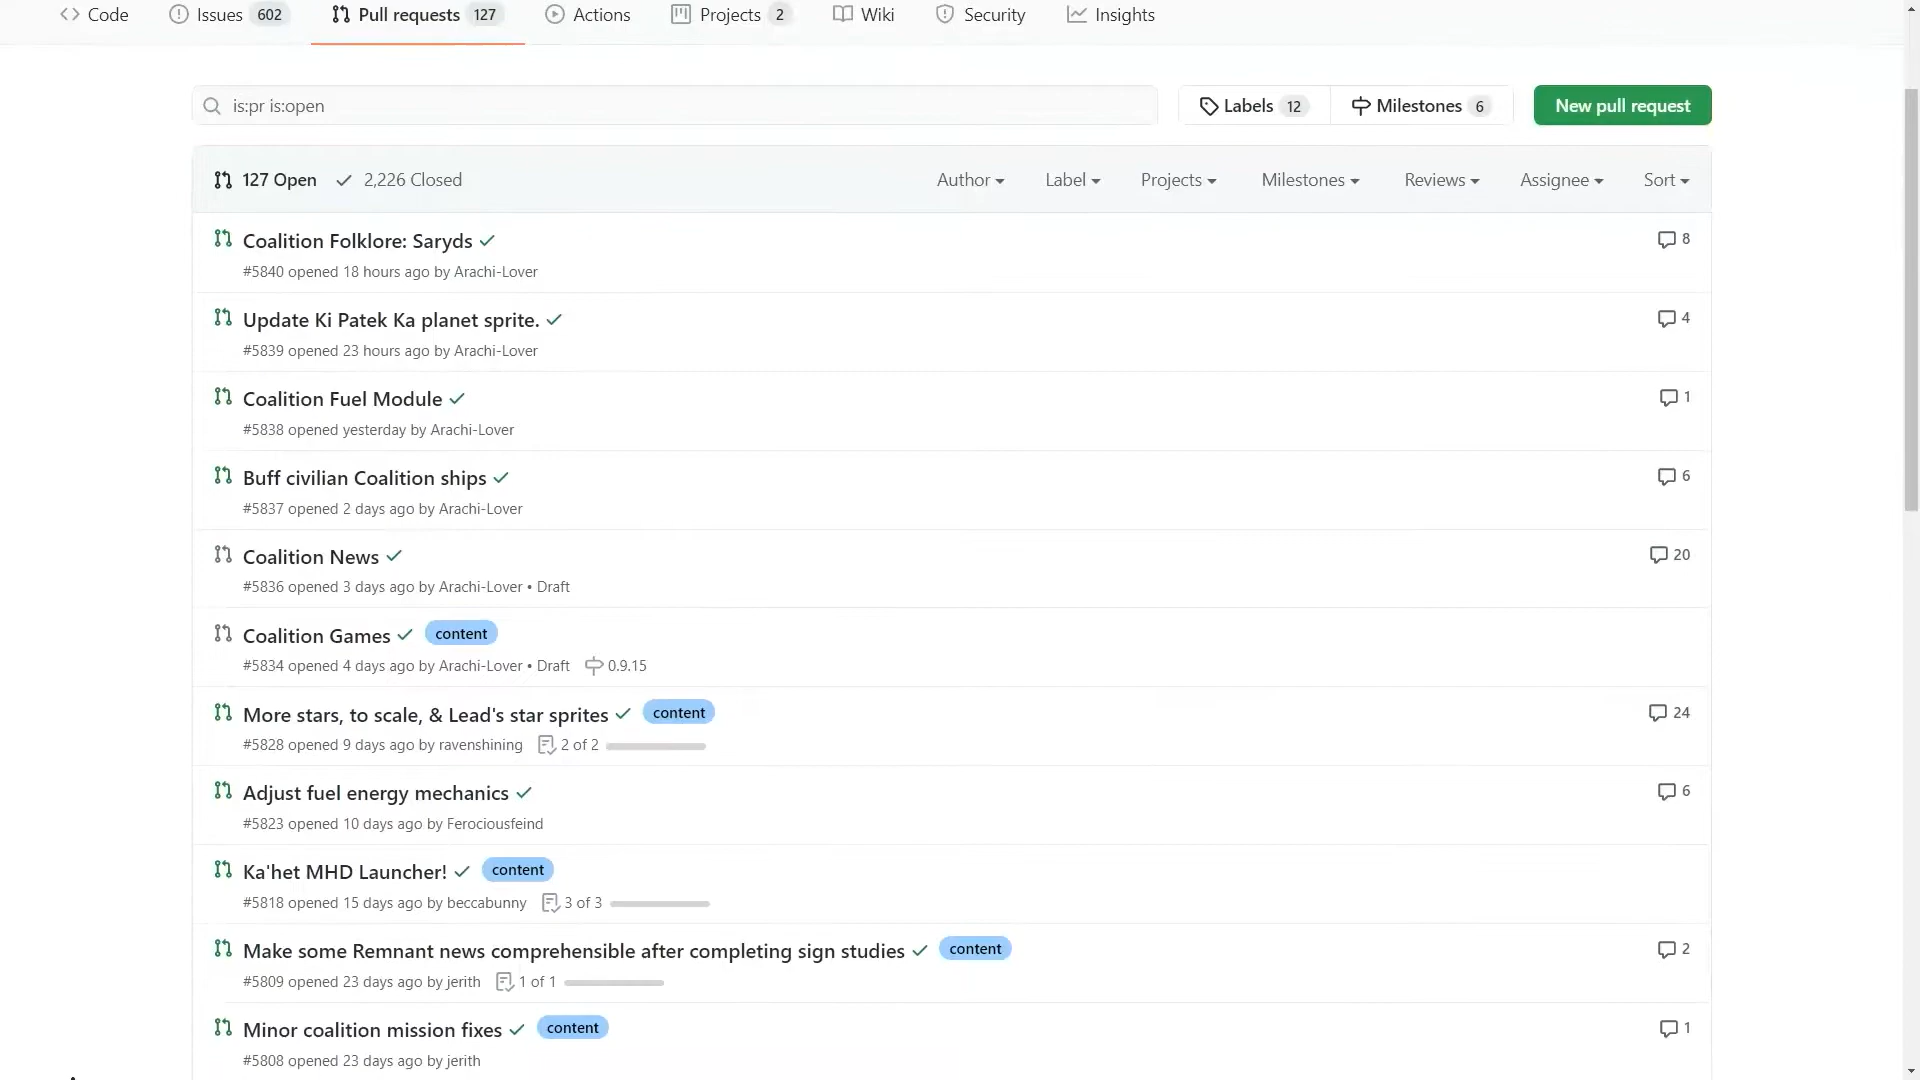 Code Issues 602 Pull requests 127 Actions Projects 2 Wiki Security Insights
is:pr is:open Labels 12 Milestones 6 New pull request
127 Open 2,226 Closed Author Label Projects Milestones Reviews Assignee Sort
Coalition Folklore: Saryds 8
#5840 opened 18 hours ago by Arachi-Lover
Update Ki Patek Ka planet sprite. 4
#5839 opened 23 hours ago by Arachi-Lover
Coalition Fuel Module 1
#5838 opened yesterday by Arachi-Lover
Buff civilian Coalition ships 6
#5837 opened 2 days ago by Arachi-Lover
Coalition News 20
#5836 opened 3 days ago by Arachi-Lover • Draft
Coalition Games content
#5834 opened 4 days ago by Arachi-Lover • Draft 0.9.15
More stars, to scale, & Lead's star sprites content 24
#5828 opened 9 days ago by ravenshining 2 of 2
Adjust fuel energy mechanics 6
#5823 opened 10 days ago by Ferociousfeind
Ka'het MHD Launcher! content
#5818 opened 15 days ago by beccabunny 3 of 3
Make some Remnant news comprehensible after completing sign studies content 2
#5809 opened 23 days ago by jerith 1 of 1
Minor coalition mission fixes content 1
#5808 opened 23 days ago by jerith